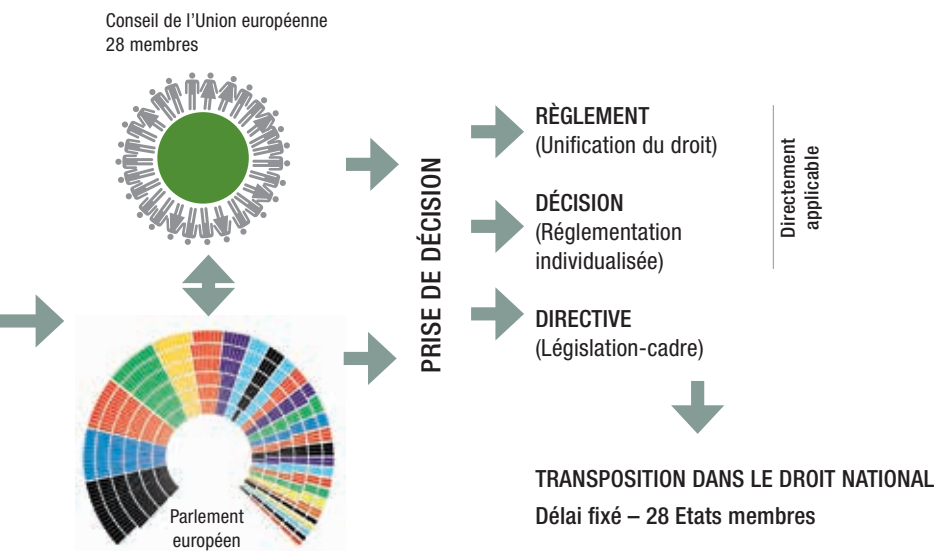 Conseil de l'Union européenne
28 membres
Parlement
européen
PRISE DE DÉCISION
RÈGLEMENT
(Unification du droit)
DÉCISION
(Réglementation
individualisée)
Directement
applicable
DIRECTIVE
(Législation-cadre)
TRANSPOSITION DANS LE DROIT NATIONAL
Délai fixé – 28 Etats membres